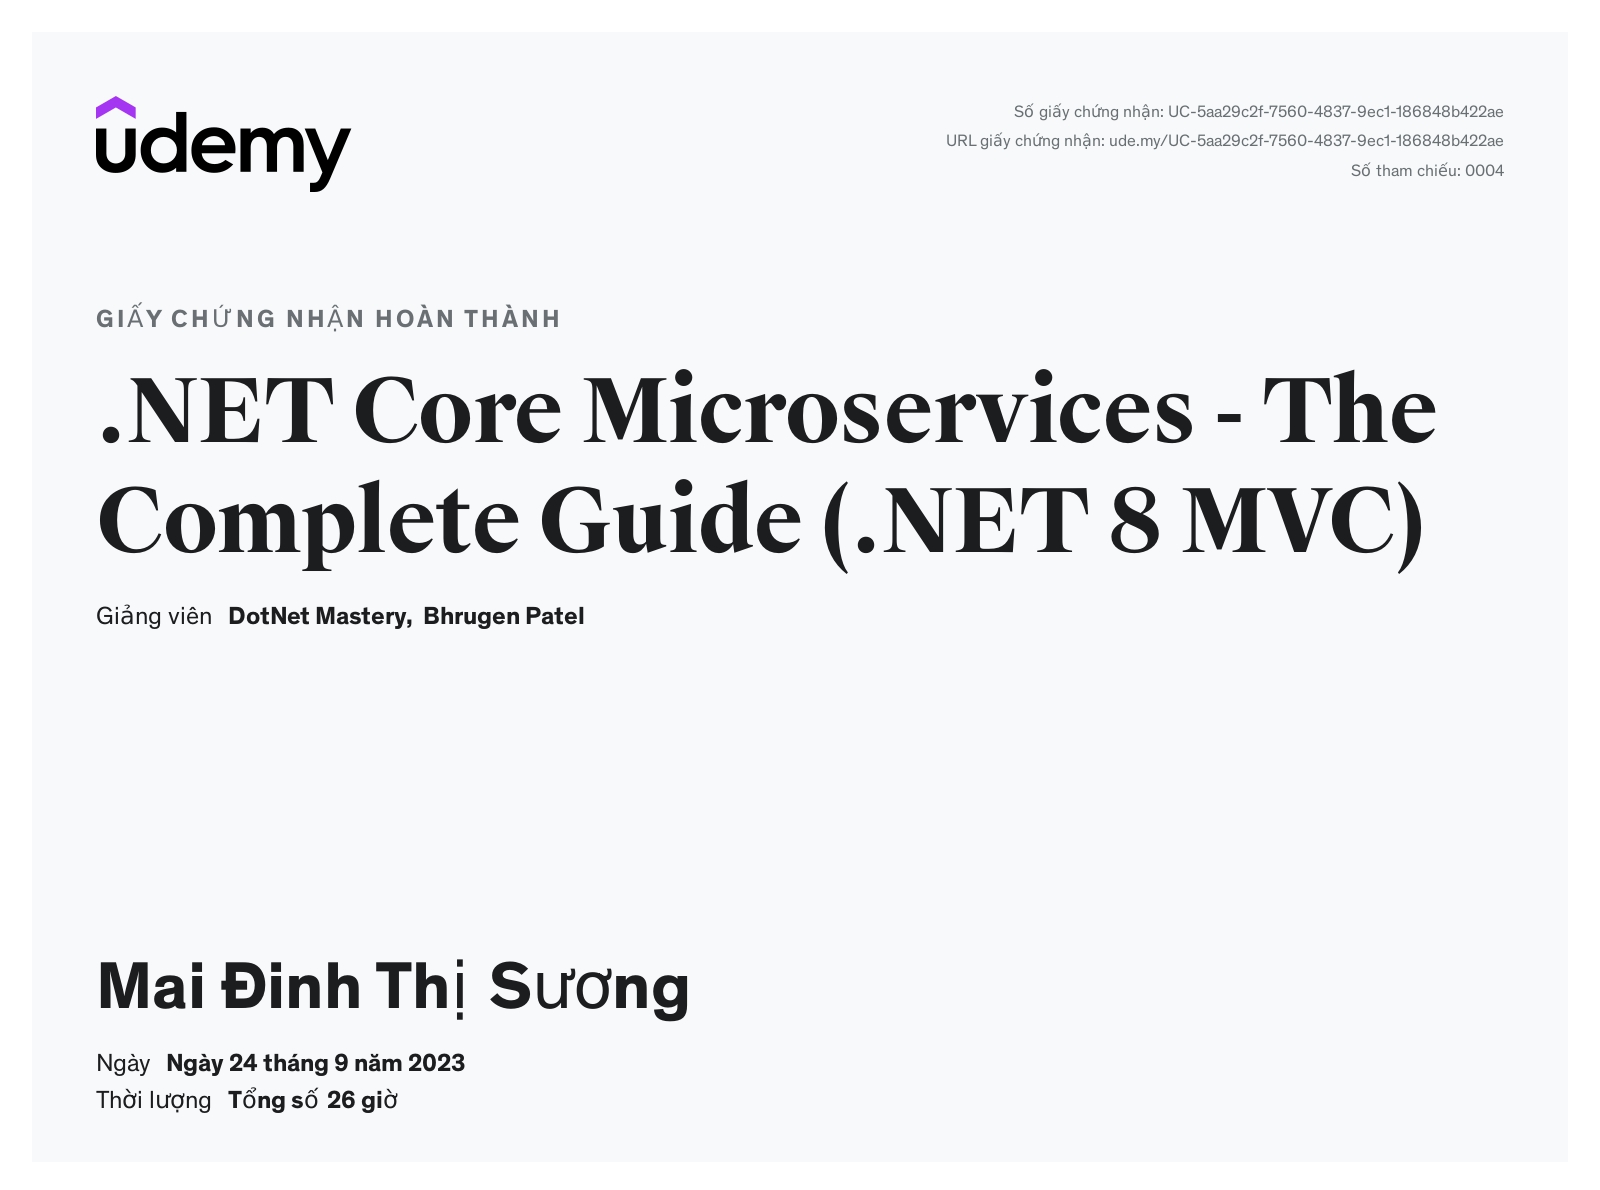 udemy
Số giấy chứng nhận: UC-5aa29c2f-7560-4837-9ec1-186848b422ae
URL giấy chứng nhận: ude.my/UC-5aa29c2f-7560-4837-9ec1-186848b422ae
Số tham chiếu: 0004
GIẤY CHỨNG NHẬN HOÀN THÀNH
.NET Core Microservices - The
Complete Guide (.NET 8 MVC)
Giảng viên DotNet Mastery, Bhrugen Patel
Mai Đinh Thị Sương
Ngày Ngày 24 tháng 9 năm 2023
Thời lượng Tổng số 26 giờ